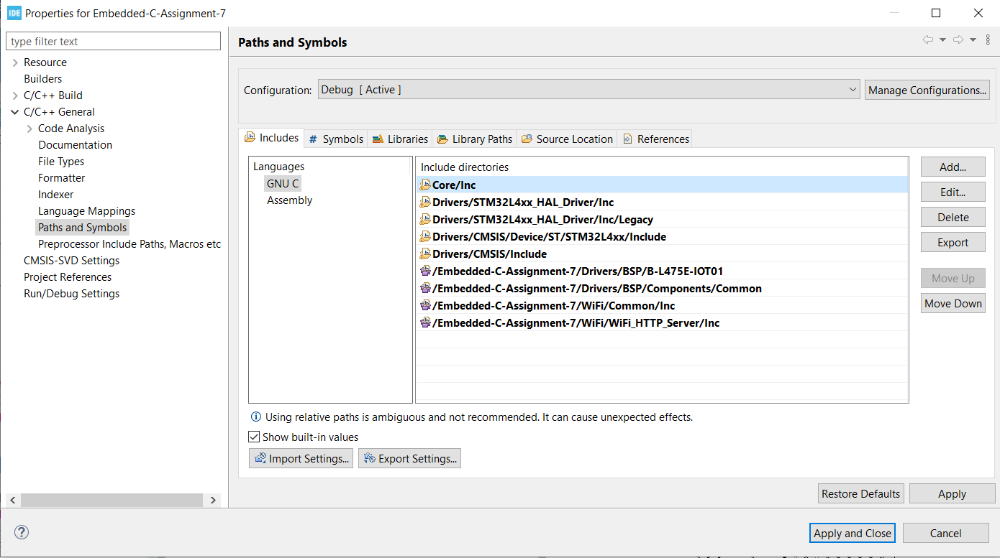 IDE Properties for Embedded-C-Assignment-7
type filter text
Resource
Builders
C/C++ Build
C/C++ General
Code Analysis
Documentation
File Types
Formatter
Indexer
Language Mappings
Paths and Symbols
Preprocessor Include Paths, Macros etc
CMSIS-SVD Settings
Project References
Run/Debug Settings
Paths and Symbols
Configuration: Debug [ Active ] Manage Configurations...
Includes # Symbols Libraries Library Paths Source Location References
Languages
GNU C
Assembly
Include directories
Core/Inc
Drivers/STM32L4xx_HAL_Driver/Inc
Drivers/STM32L4xx_HAL_Driver/Inc/Legacy
Drivers/CMSIS/Device/ST/STM32L4xx/Include
Drivers/CMSIS/Include
/Embedded-C-Assignment-7/Drivers/BSP/B-L475E-IOT01
/Embedded-C-Assignment-7/Drivers/BSP/Components/Common
/Embedded-C-Assignment-7/WiFi/Common/Inc
/Embedded-C-Assignment-7/WiFi/WiFi_HTTP_Server/Inc
Add...
Edit...
Delete
Export
Move Up
Move Down
Using relative paths is ambiguous and not recommended. It can cause unexpected effects.
Show built-in values
Import Settings... Export Settings...
Restore Defaults Apply
? Apply and Close Cancel